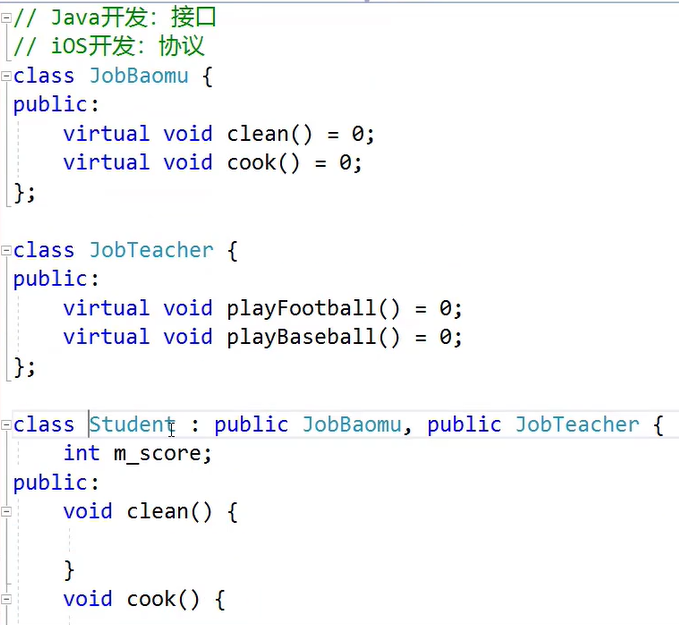 // Java开发：接口
// iOS开发：协议
class JobBaomu {
public:
    virtual void clean() = 0;
    virtual void cook() = 0;
};
class JobTeacher {
public:
    virtual void playFootball() = 0;
    virtual void playBaseball() = 0;
};
class Student : public JobBaomu, public JobTeacher {
    int m_score;
public:
    void clean() {
    }
    void cook() {